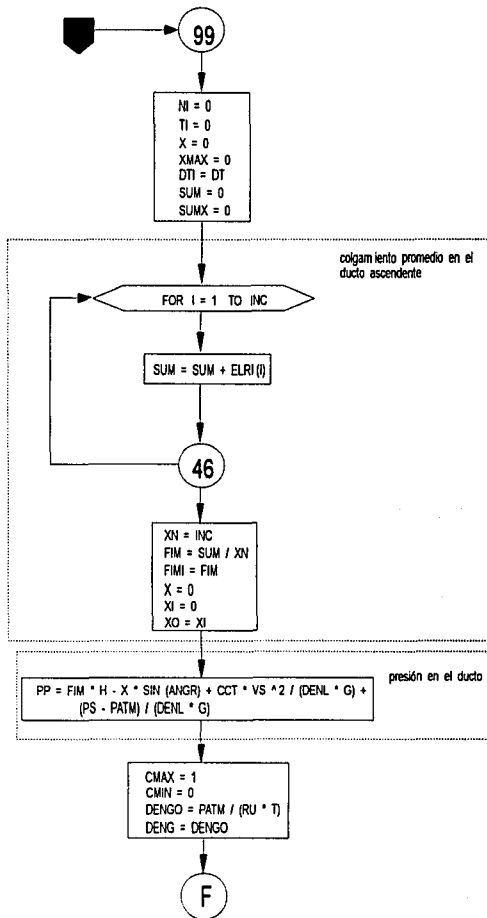 99
NI = 0
TI = 0
X = 0
XMAX = 0
DTI = DT
SUM = 0
SUMX = 0
colgamiento promedio en el
ducto ascendente
FOR I = 1 TO INC
SUM = SUM + ELRI(I)
46
XN = INC
FIM = SUM / XN
FIMI = FIM
X = 0
XI = 0
XO = XI
presión en el ducto
PP = FIM * H - X * SIN (ANGR) + CCT * VS ^2 / (DENL * G) +
(PS - PATM) / (DENL * G)
CMAX = 1
CMIN = 0
DENGO = PATM / (RU * T)
DENG = DENGO
F